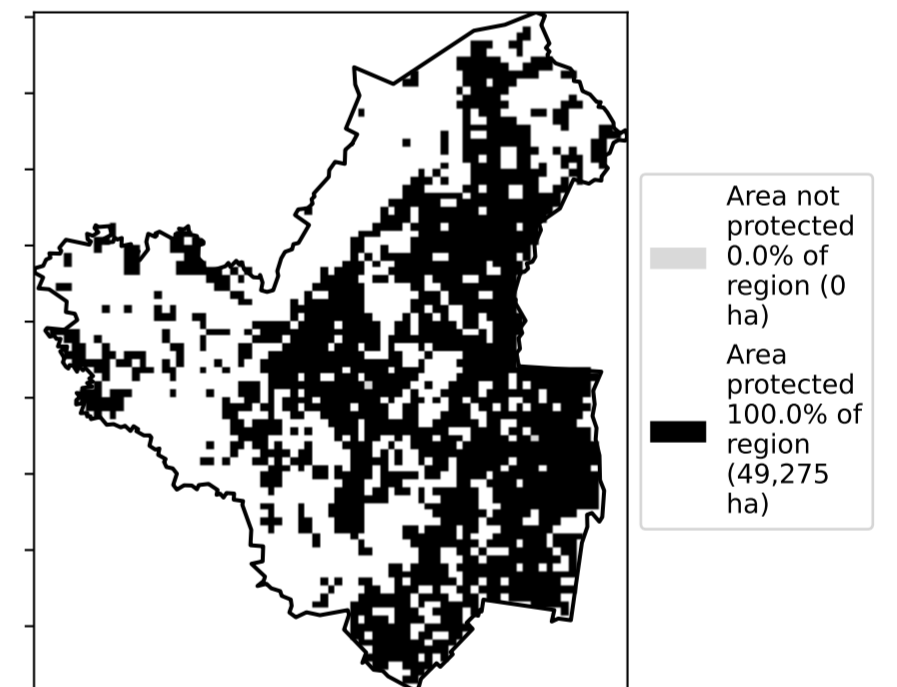 Area not
protected
0.0% of
region (0
ha)
Area
protected
100.0% of
region
(49,275
ha)